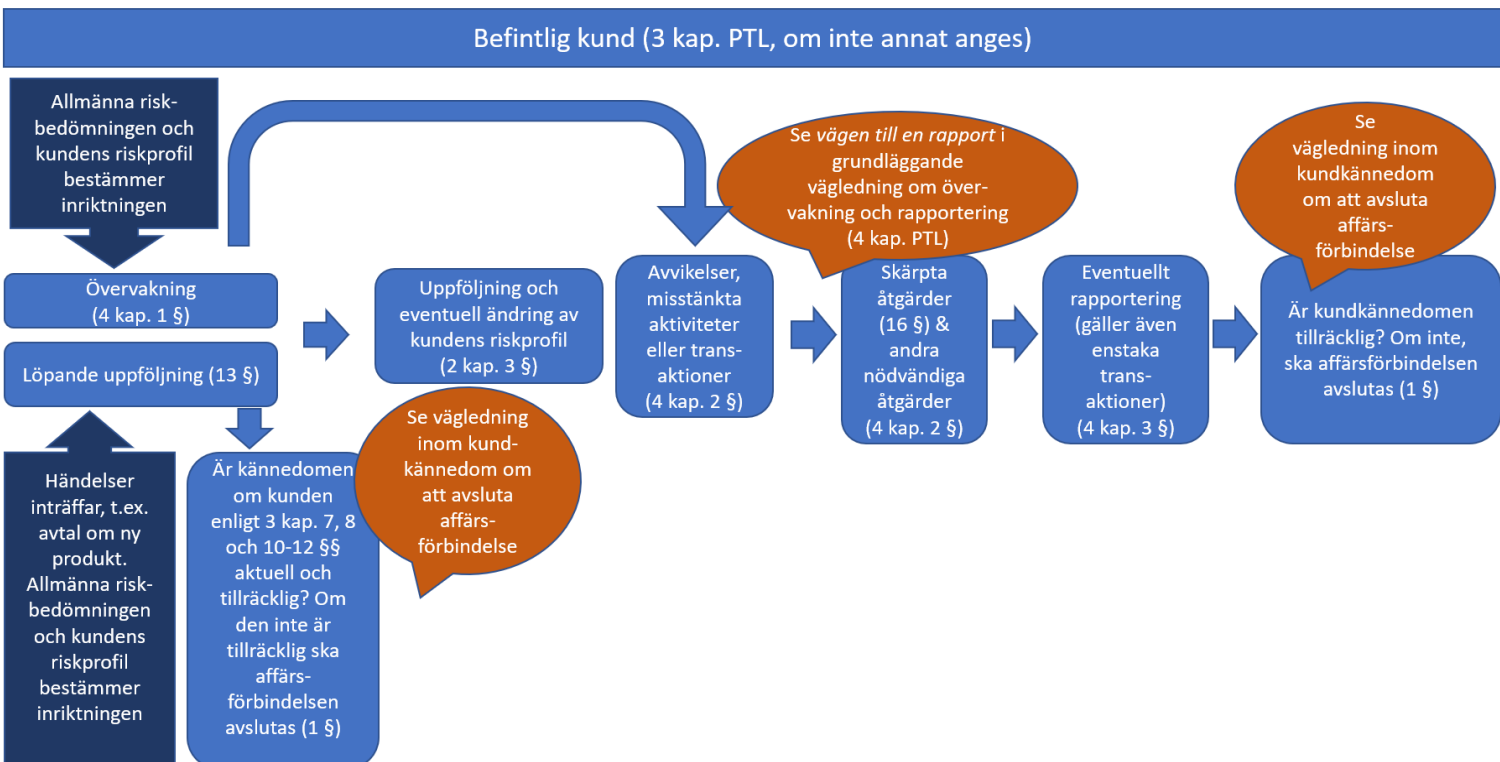 Befintlig kund (3 kap. PTL, om inte annat anges)
Allmänna risk-
bedömningen och
kundens riskprofil
bestämmer
inriktningen
Övervakning
(4 kap. 1 §)
Löpande uppföljning (13 §)
Händelser
inträffar, t.ex.
avtal om ny
produkt.
Allmänna risk-
bedömningen
och kundens
riskprofil
bestämmer
inriktningen
Är kännedomen
om kunden
enligt 3 kap. 7, 8
och 10-12 §§
aktuell och
tillräcklig? Om
den inte är
tillräcklig ska
affärs-
förbindelsen
avslutas (1 §)
Uppföljning och
eventuell ändring av
kundens riskprofil
(2 kap. 3 §)
Se vägledning
inom kund-
kännedom om
att avsluta
affärs-
förbindelse
Avvikelser,
misstänkta
aktiviteter
eller trans-
aktioner
(4 kap. 2 §)
Se vägen till en rapport i
grundläggande
vägledning om över-
vakning och rapportering
(4 kap. PTL)
Skärpta
åtgärder
(16 §) &
andra
nödvändiga
åtgärder
(4 kap. 2 §)
Eventuellt
rapportering
(gäller även
enstaka
trans-
aktioner)
(4 kap. 3 §)
Se
vägledning inom
kundkännedom
om att avsluta
affärs-
förbindelse
Är kundkännedomen
tillräcklig? Om inte,
ska affärsförbindelsen
avslutas (1 §)